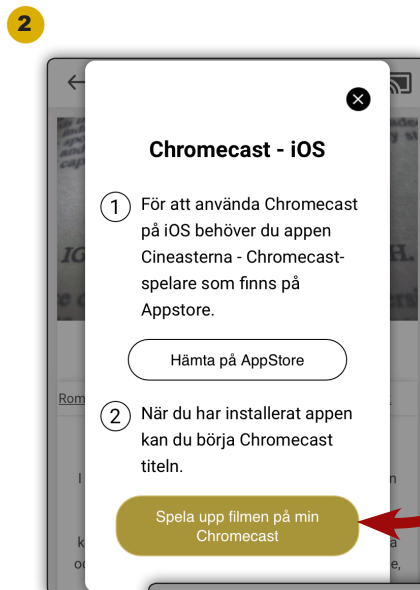 2
Chromecast - iOS
1 För att använda Chromecast
på iOS behöver du appen
Cineasterna - Chromecast-
spelare som finns på
Appstore.
Hämta på AppStore
Rom
2 När du har installerat appen
kan du börja Chromecast
titeln.
Spela upp filmen på min
Chromecast